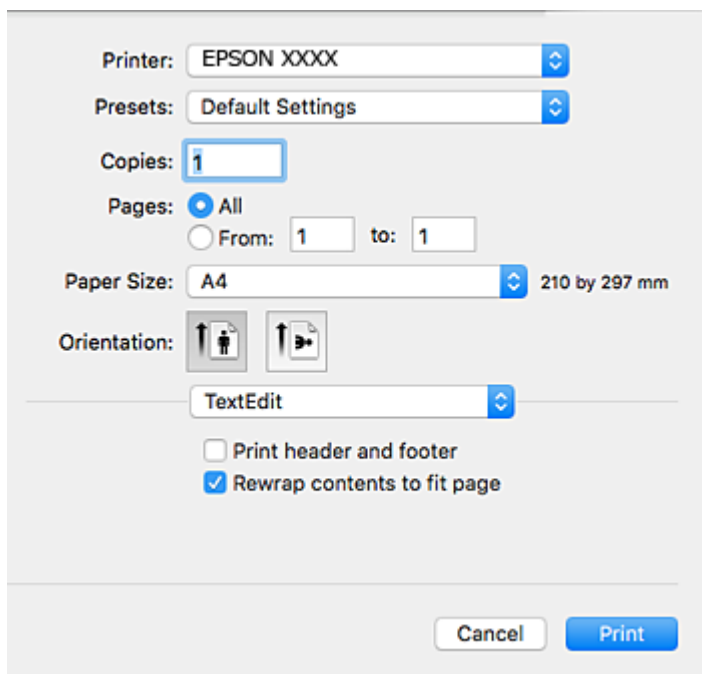 Printer: EPSON XXXX
Presets: Default Settings
Copies: 1
Pages: All
From: 1 to: 1
Paper Size: A4 210 by 297 mm
Orientation:
TextEdit
Print header and footer
Rewrap contents to fit page
Cancel Print